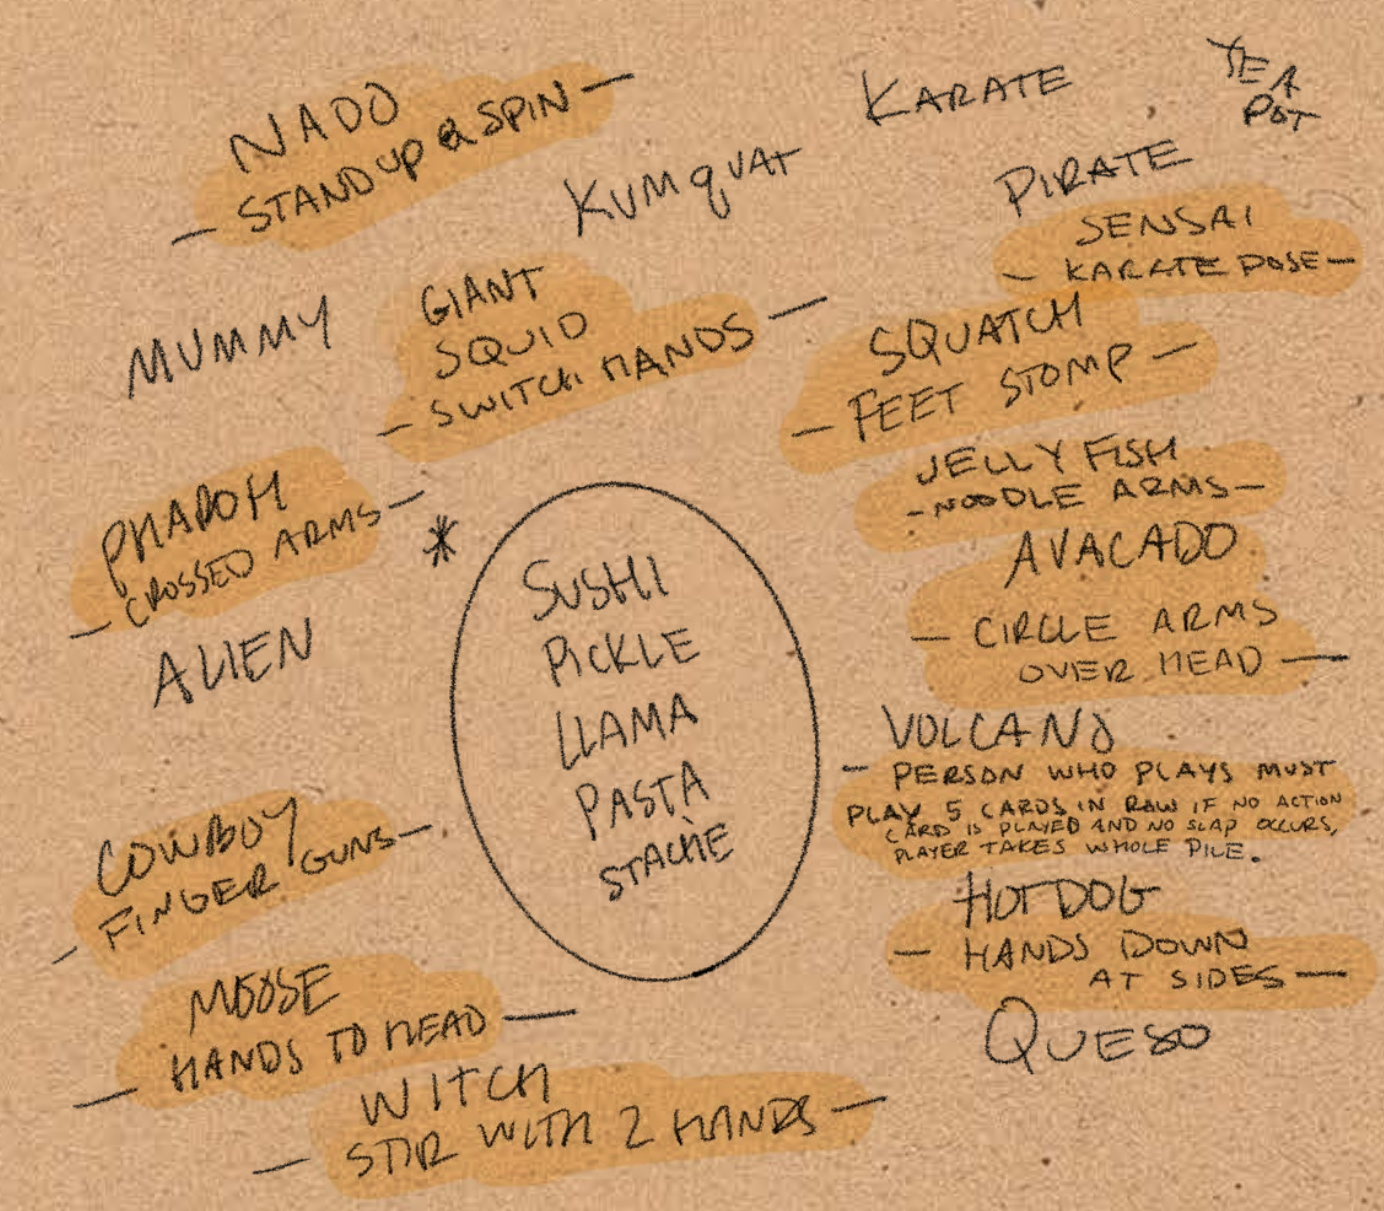 NADO
— STAND UP & SPIN —
KUMQUAT
KARATE
TEA
POT
PIRATE
SENSAI
— KARATE POSE —
MUMMY
GIANT
SQUID
— SWITCH HANDS —
SQUATCH
— FEET STOMP —
JELLY FISH
- NOODLE ARMS —
PHAROH
— CROSSED ARMS —
ALIEN
*
SUSHI
PICKLE
LLAMA
PASTA
STACHE
AVACADO
— CIRCLE ARMS
OVER HEAD —
VOLCANO
— PERSON WHO PLAYS MUST
PLAY 5 CARDS IN ROW IF NO ACTION
CARD IS PLAYED AND NO SLAP OCCURS,
PLAYER TAKES WHOLE PILE.
COWBOY
— FINGER GUNS —
HOTDOG
— HANDS DOWN
AT SIDES —
MOOSE
— HANDS TO HEAD —
QUESO
WITCH
— STIR WITH 2 HANDS —